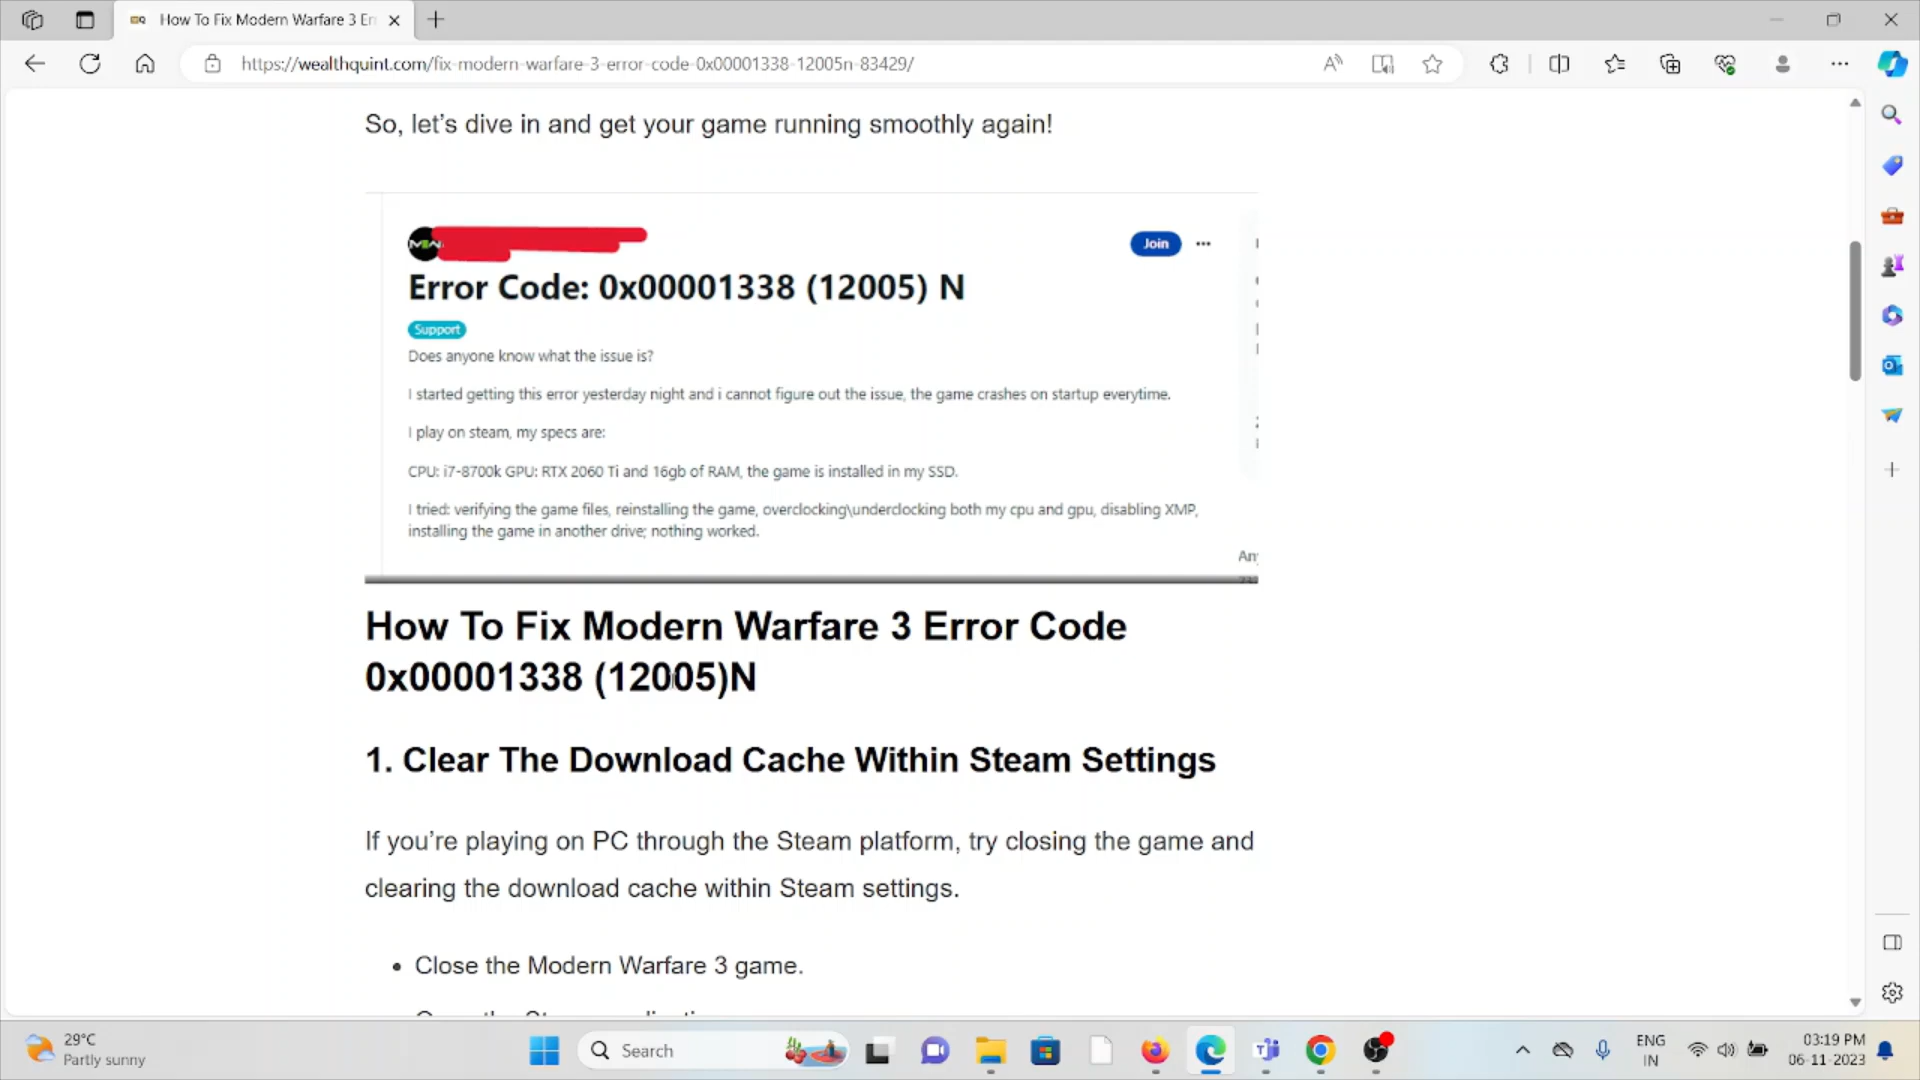 How To Fix Modern Warfare 3 Er
https://wealthquint.com/fix-modern-warfare-3-error-code-0x00001338-12005n-83429/
So, let's dive in and get your game running smoothly again!
Join
Error Code: 0x00001338 (12005) N
Support
Does anyone know what the issue is?
I started getting this error yesterday night and i cannot figure out the issue, the game crashes on startup everytime.
I play on steam, my specs are:
CPU: i7-8700k GPU: RTX 2060 Ti and 16gb of RAM, the game is installed in my SSD.
I tried: verifying the game files, reinstalling the game, overclocking\underclocking both my cpu and gpu, disabling XMP,
installing the game in another drive; nothing worked.
How To Fix Modern Warfare 3 Error Code
0x00001338 (12005)N
1. Clear The Download Cache Within Steam Settings
If you're playing on PC through the Steam platform, try closing the game and
clearing the download cache within Steam settings.
• Close the Modern Warfare 3 game.
29°C
Partly sunny
Search
ENG
IN
03:19 PM
06-11-2023